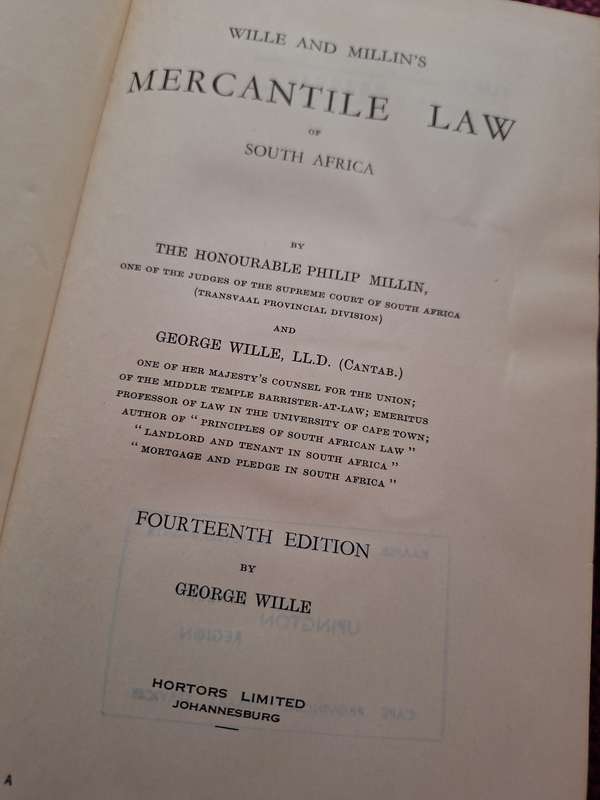 WILLE AND MILLIN'S
MERCANTILE LAW
OF
SOUTH AFRICA
BY
THE HONOURABLE PHILIP MILLIN,
ONE OF THE JUDGES OF THE SUPREME COURT OF SOUTH AFRICA
(TRANSVAAL PROVINCIAL DIVISION)
AND
GEORGE WILLE, LL.D. (CANTAB.)
ONE OF HER MAJESTY'S COUNSEL FOR THE UNION;
OF THE MIDDLE TEMPLE BARRISTER-AT-LAW; EMERITUS
PROFESSOR OF LAW IN THE UNIVERSITY OF CAPE TOWN;
AUTHOR OF "PRINCIPLES OF SOUTH AFRICAN LAW"
"LANDLORD AND TENANT IN SOUTH AFRICA"
"MORTGAGE AND PLEDGE IN SOUTH AFRICA"
FOURTEENTH EDITION
BY
GEORGE WILLE
UPINGTON
REGION
HORTORS LIMITED
JOHANNESBURG
A